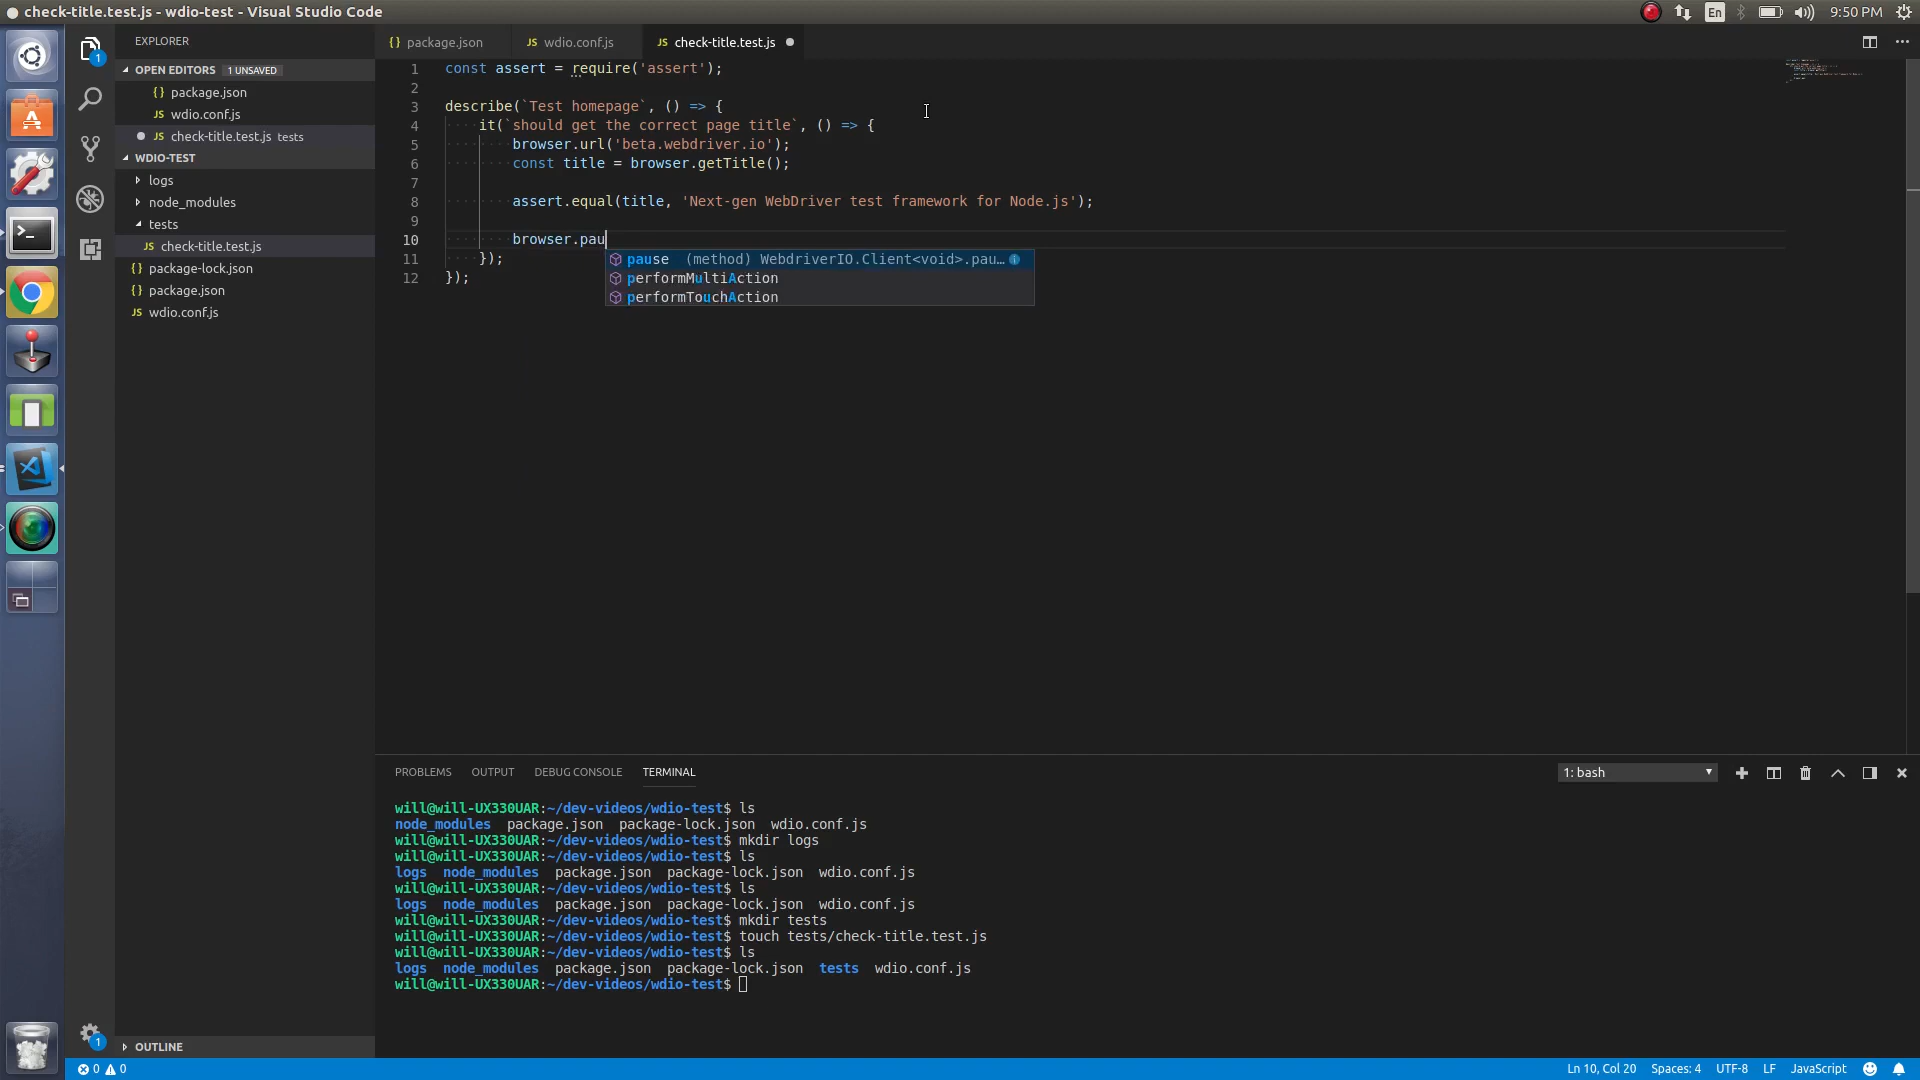 check-title.test.js - wdio-test - Visual Studio Code
En
9:50 PM
EXPLORER
OPEN EDITORS 1 UNSAVED
{} package.json
JS wdio.conf.js
JS check-title.test.js tests
WDIO-TEST
logs
node_modules
tests
JS check-title.test.js
{} package-lock.json
{} package.json
JS wdio.conf.js
OUTLINE
1
1
{} package.json
JS wdio.conf.js
JS check-title.test.js
1 const assert = require('assert');
2
3 describe(`Test homepage`, () => {
4 it(`should get the correct page title`, () => {
5 browser.url('beta.webdriver.io');
6 const title = browser.getTitle();
7
8 assert.equal(title, 'Next-gen WebDriver test framework for Node.js');
9
10 browser.pau
11 });
12 });
pause (method) WebdriverIO.Client<void>.pau…
performMultiAction
performTouchAction
PROBLEMS OUTPUT DEBUG CONSOLE TERMINAL
1: bash
will@will-UX330UAR:~/dev-videos/wdio-test$ ls
node_modules package.json package-lock.json wdio.conf.js
will@will-UX330UAR:~/dev-videos/wdio-test$ mkdir logs
will@will-UX330UAR:~/dev-videos/wdio-test$ ls
logs node_modules package.json package-lock.json wdio.conf.js
will@will-UX330UAR:~/dev-videos/wdio-test$ ls
logs node_modules package.json package-lock.json wdio.conf.js
will@will-UX330UAR:~/dev-videos/wdio-test$ mkdir tests
will@will-UX330UAR:~/dev-videos/wdio-test$ touch tests/check-title.test.js
will@will-UX330UAR:~/dev-videos/wdio-test$ ls
logs node_modules package.json package-lock.json tests wdio.conf.js
will@will-UX330UAR:~/dev-videos/wdio-test$
0 0
Ln 10, Col 20 Spaces: 4 UTF-8 LF JavaScript